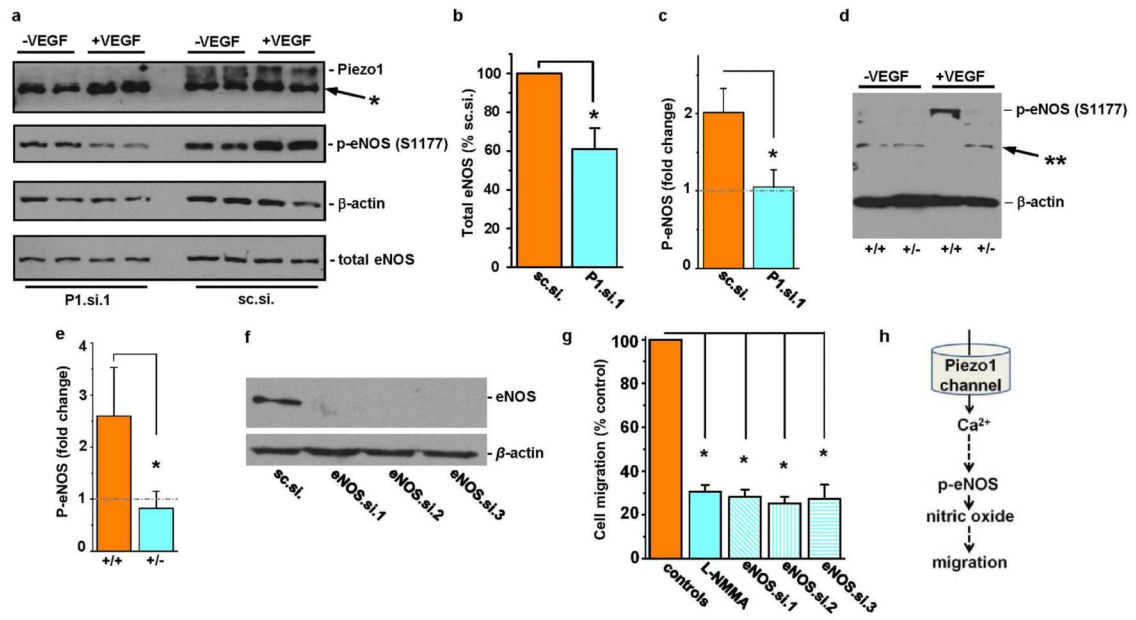 a
-VEGF +VEGF -VEGF +VEGF
- Piezo1
*
- p-eNOS (S1177)
- β-actin
- total eNOS
P1.si.1 sc.si.
b
Total eNOS (% sc.si.)
100
80
60
40
20
0
*
sc.si. P1.si.1
c
P-eNOS (fold change)
2
1
0
*
sc.si. P1.si.1
d
-VEGF +VEGF
– p-eNOS (S1177)
**
– β-actin
+/+ +/- +/+ +/-
e
P-eNOS (fold change)
4
3
2
1
0
*
+/+ +/-
f
- eNOS
- β-actin
sc.si. eNOS.si.1 eNOS.si.2 eNOS.si.3
g
Cell migration (% control)
100
80
60
40
20
0
* * * *
controls L-NMMA eNOS.si.1 eNOS.si.2 eNOS.si.3
h
Piezo1
channel
Ca²⁺
p-eNOS
nitric oxide
migration